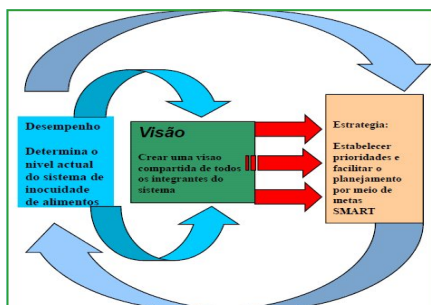 Desempenho
Determina o
nivel actual
do sistema de
inocuidade
de alimentos
Visão
Crear uma visao
compartida de todos
os integrantes do
sistema
Estrategia:
Estabelecer
prioridades e
facilitar o
planejamento
por meio de
metas
SMART